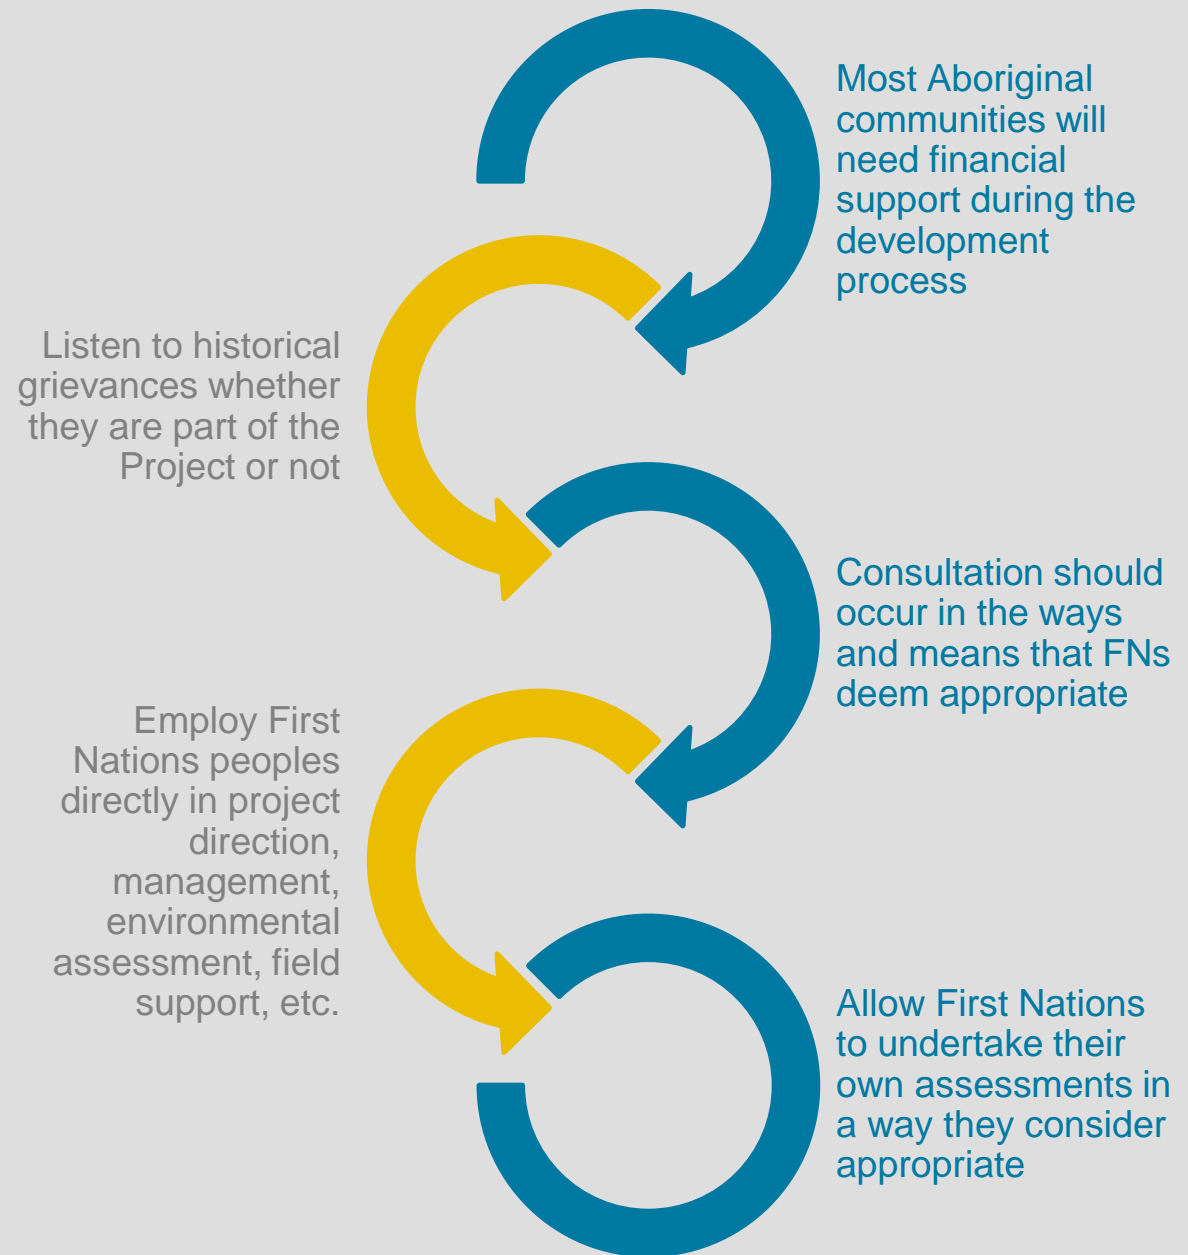 Most Aboriginal
communities will
need financial
support during the
development
process
Listen to historical
grievances whether
they are part of the
Project or not
Consultation should
occur in the ways
and means that FNs
deem appropriate
Employ First
Nations peoples
directly in project
direction,
management,
environmental
assessment, field
support, etc.
Allow First Nations
to undertake their
own assessments in
a way they consider
appropriate